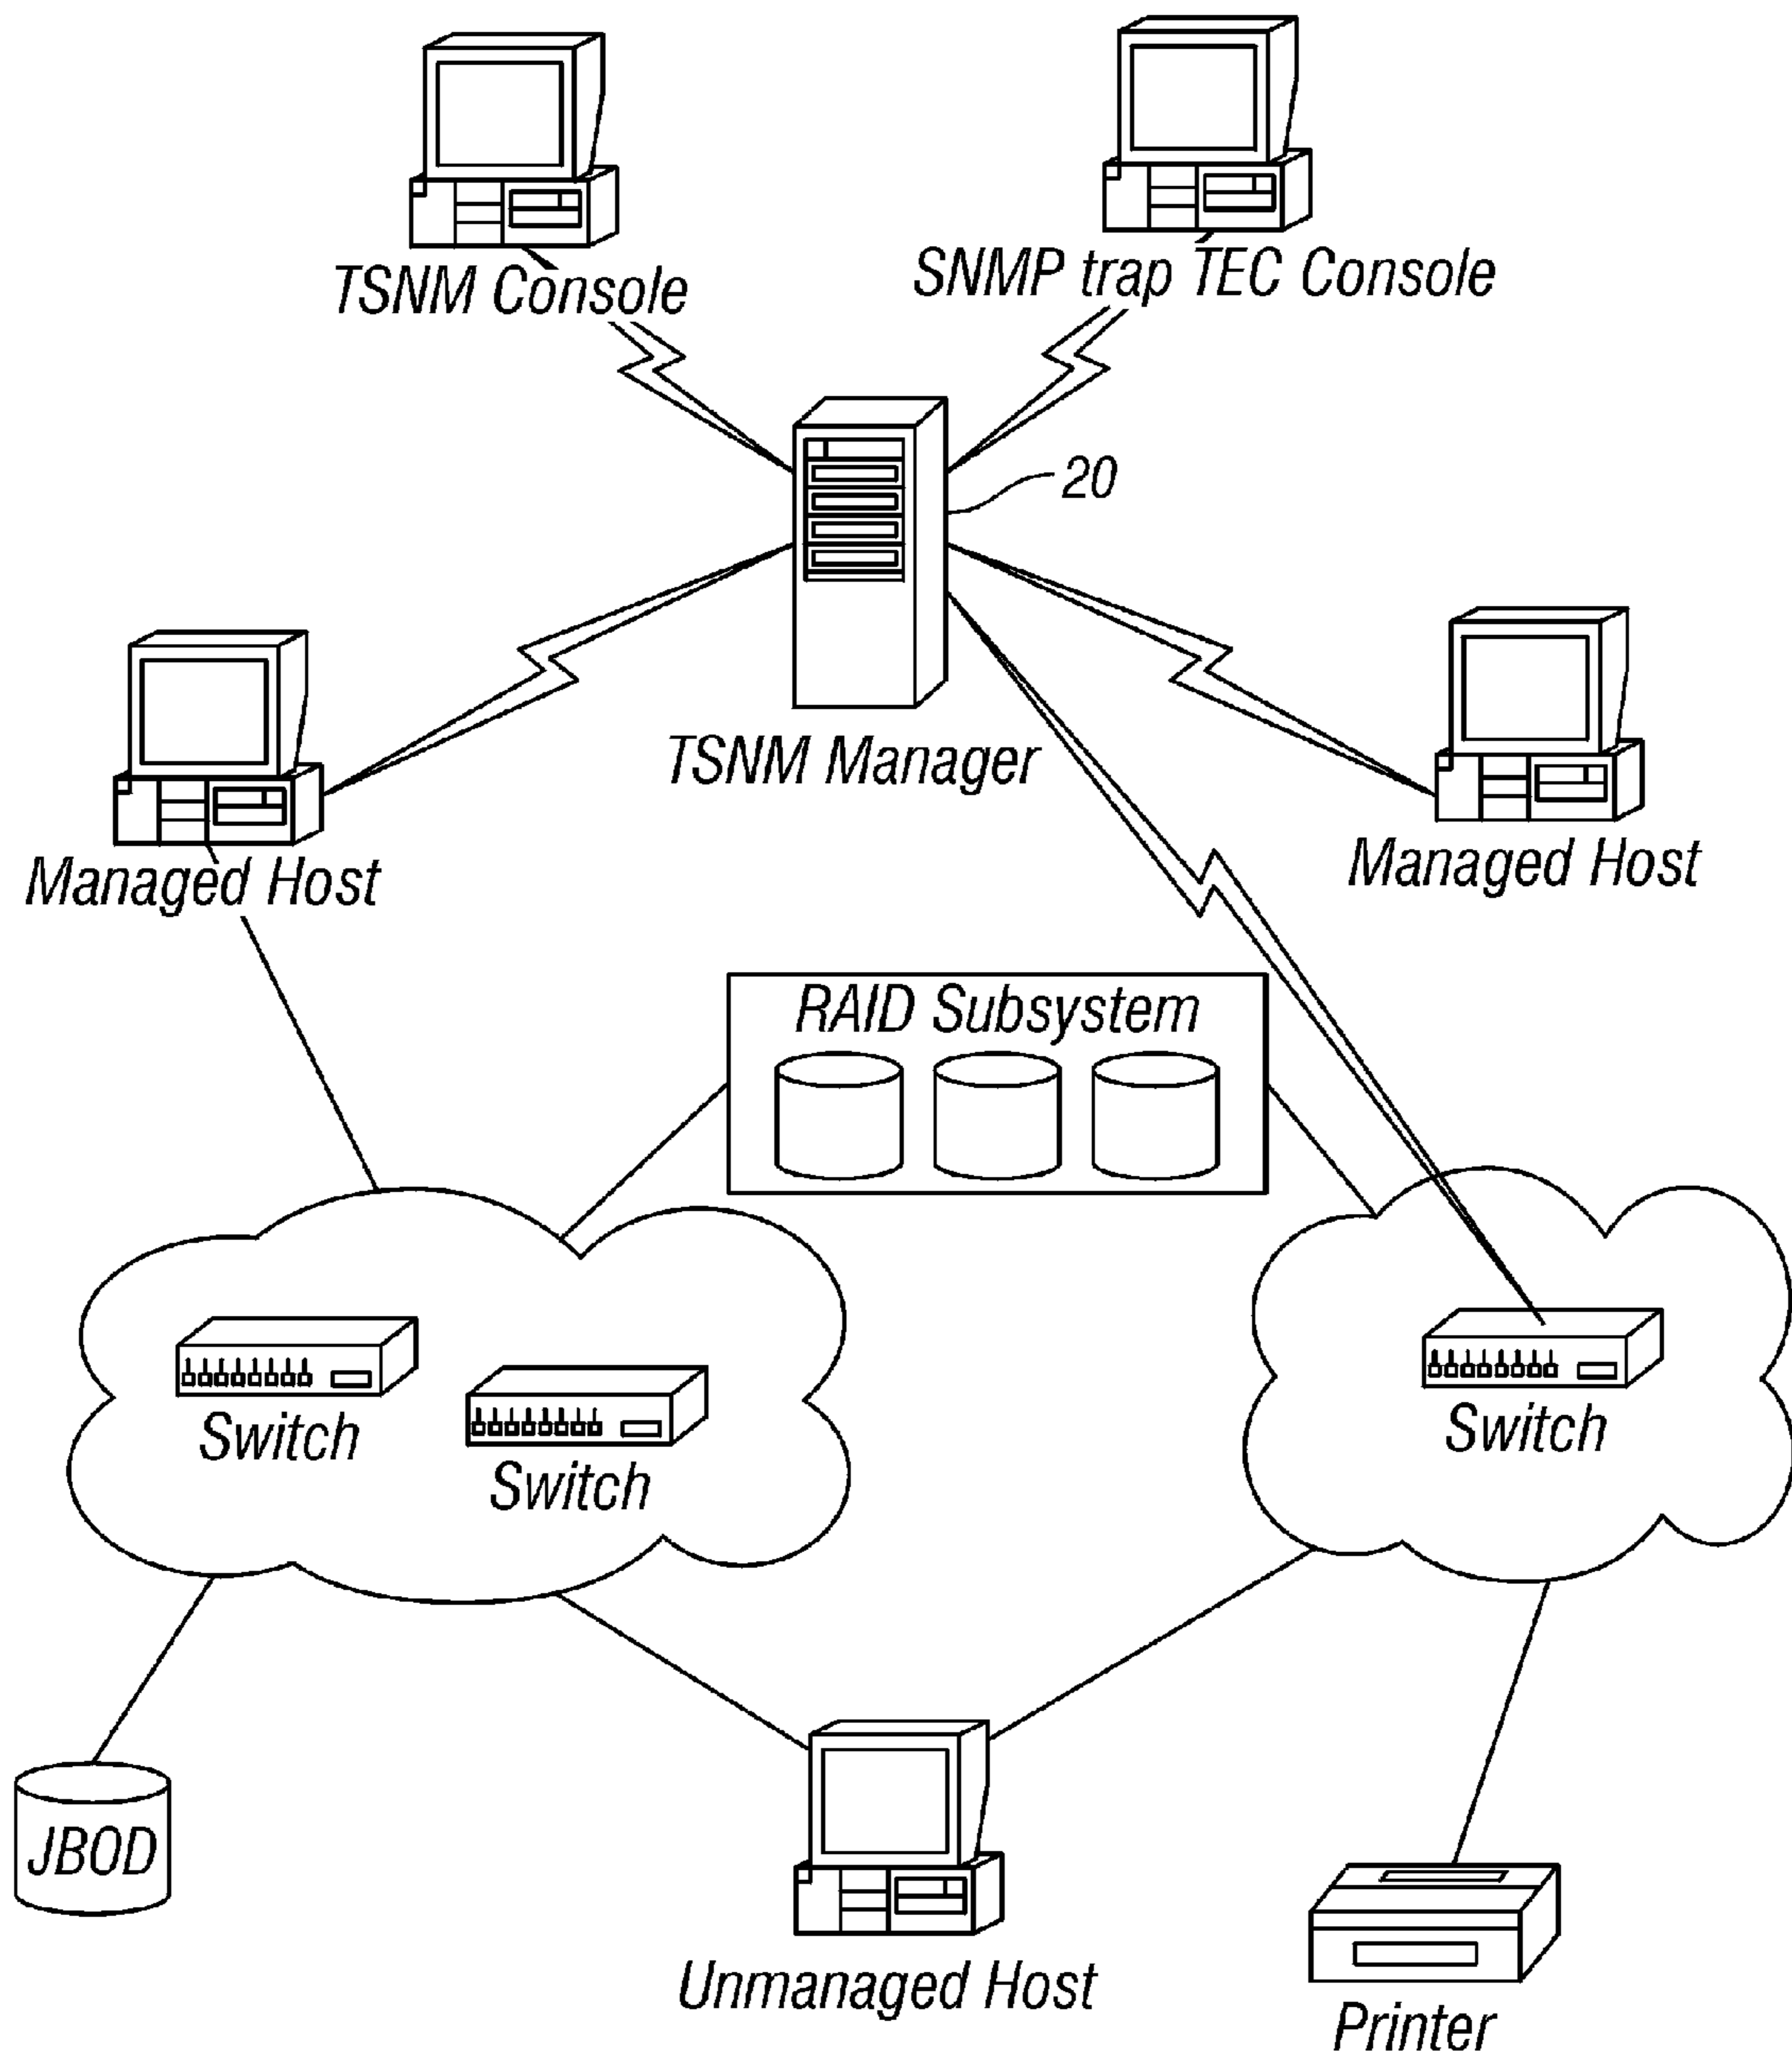 TSNM Console
SNMP trap TEC Console
20
TSNM Manager
Managed Host
Managed Host
RAID Subsystem
Switch
Switch
Switch
JBOD
Unmanaged Host
Printer